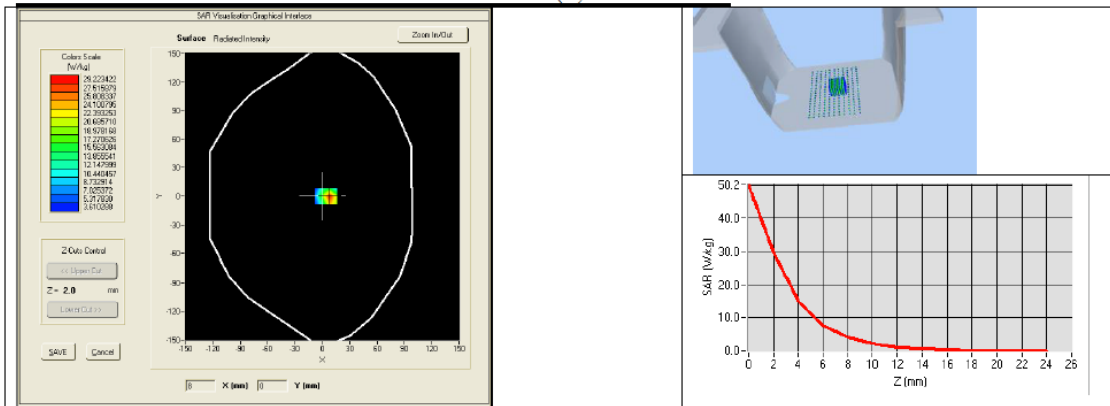 SAR Visualisation Graphical Interface
Surface Radiated Intensity
Zoom In/Out
Colors Scale
(W/kg)
29.223422
27.515879
25.808337
24.100795
22.393253
20.685710
18.978168
17.270626
15.563084
13.855541
12.147999
10.440457
8.732914
7.025372
5.317830
3.610288
150
120
90
60
30
Y
0
-30
-60
-90
-120
-150
-150 -120 -90 -60 -30 0 30 60 90 120 150
X
Z-Cuts Control
<< Upper Cut
Z = 2.0 mm
Lower Cut >>
SAVE Cancel
8 X (mm) 0 Y (mm)
50.2
40.0
30.0
20.0
10.0
0.0
SAR (W/kg)
0 2 4 6 8 10 12 14 16 18 20 22 24 26
Z (mm)